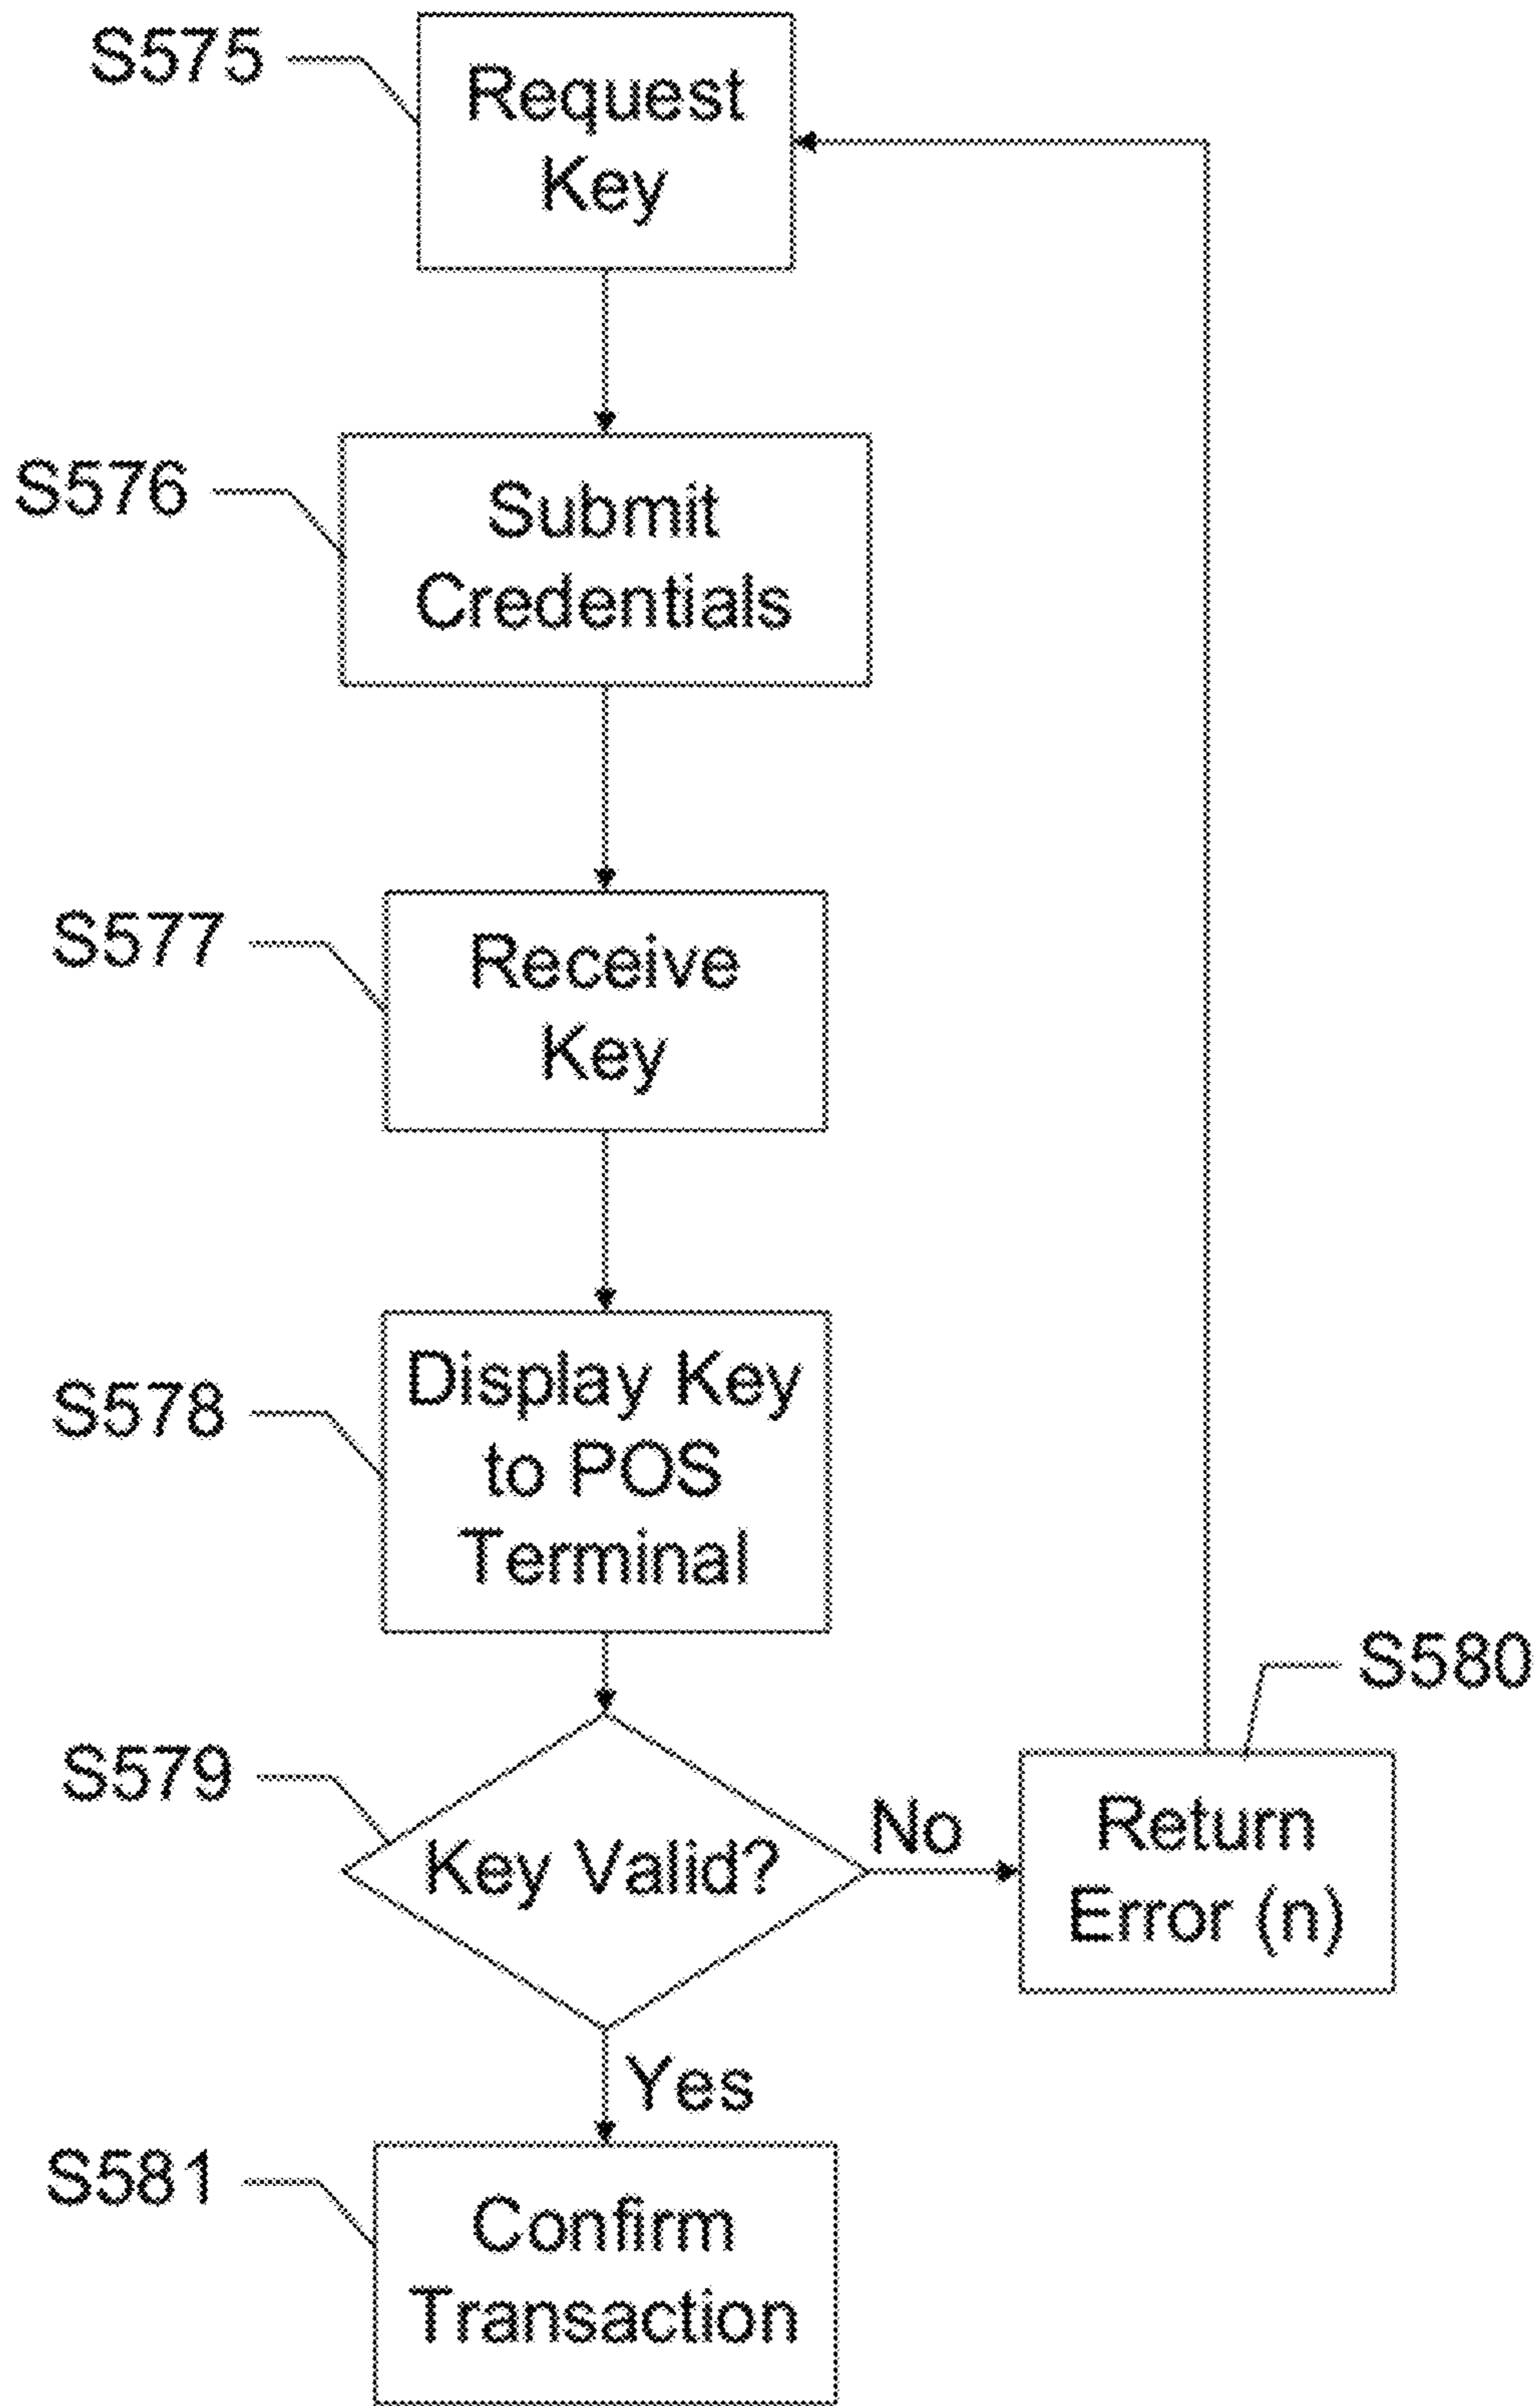 S575
Request
Key
S576
Submit
Credentials
S577
Receive
Key
S578
Display Key
to POS
Terminal
S579
Key Valid?
No
S580
Return
Error (n)
Yes
S581
Confirm
Transaction